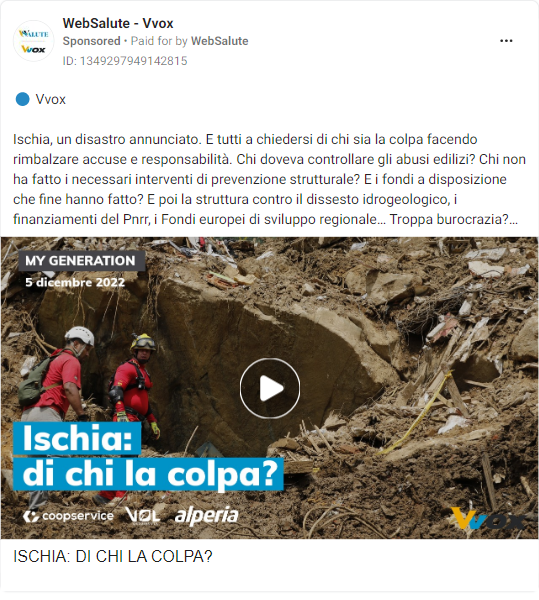 WebSalute - Vvox
Sponsored • Paid for by WebSalute
ID: 1349297949142815
Vvox
Ischia, un disastro annunciato. E tutti a chiedersi di chi sia la colpa facendo
rimbalzare accuse e responsabilità. Chi doveva controllare gli abusi edilizi? Chi non
ha fatto i necessari interventi di prevenzione strutturale? E i fondi a disposizione
che fine hanno fatto? E poi la struttura contro il dissesto idrogeologico, i
finanziamenti del Pnrr, i Fondi europei di sviluppo regionale... Troppa burocrazia?...
MY GENERATION
5 dicembre 2022
Ischia:
di chi la colpa?
coopservice VOL alperia
Vvox
ISCHIA: DI CHI LA COLPA?